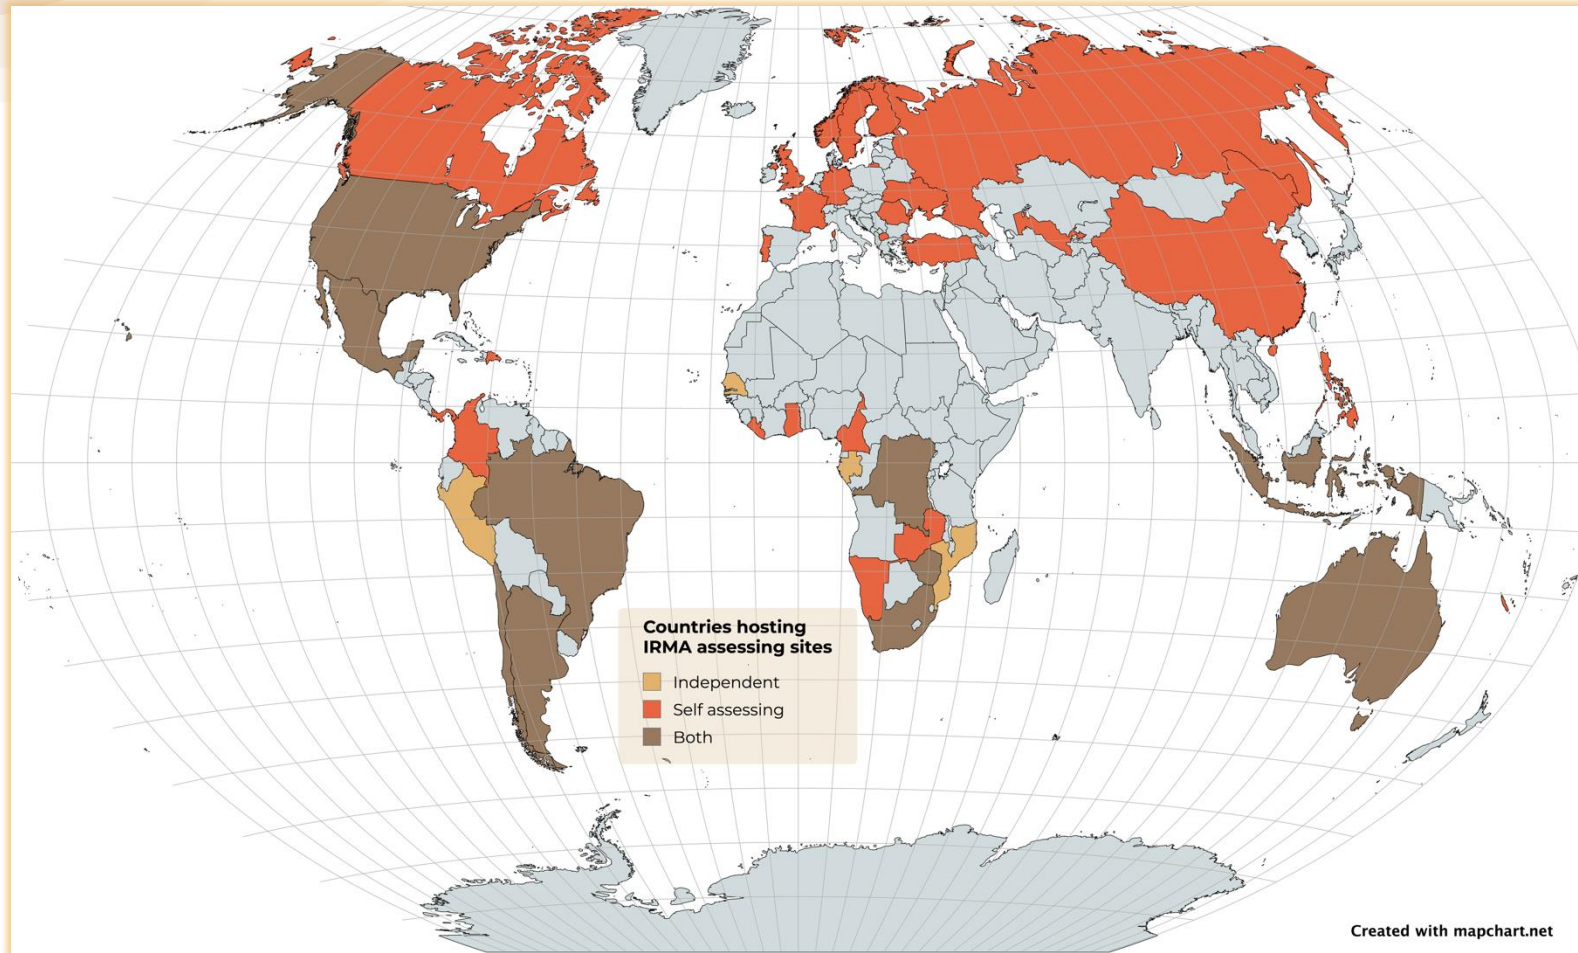 Countries hosting
IRMA assessing sites
Independent
Self assessing
Both
Created with mapchart.net